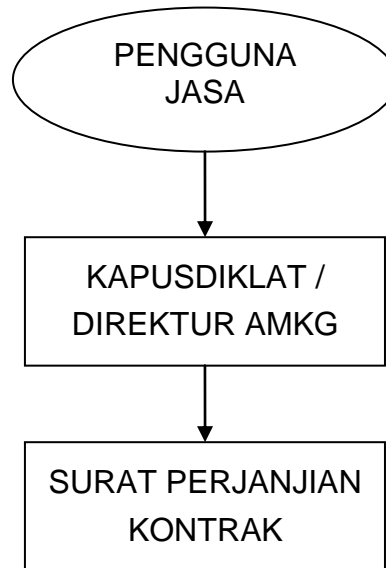 PENGGUNA
JASA
KAPUSDIKLAT /
DIREKTUR AMKG
SURAT PERJANJIAN
KONTRAK